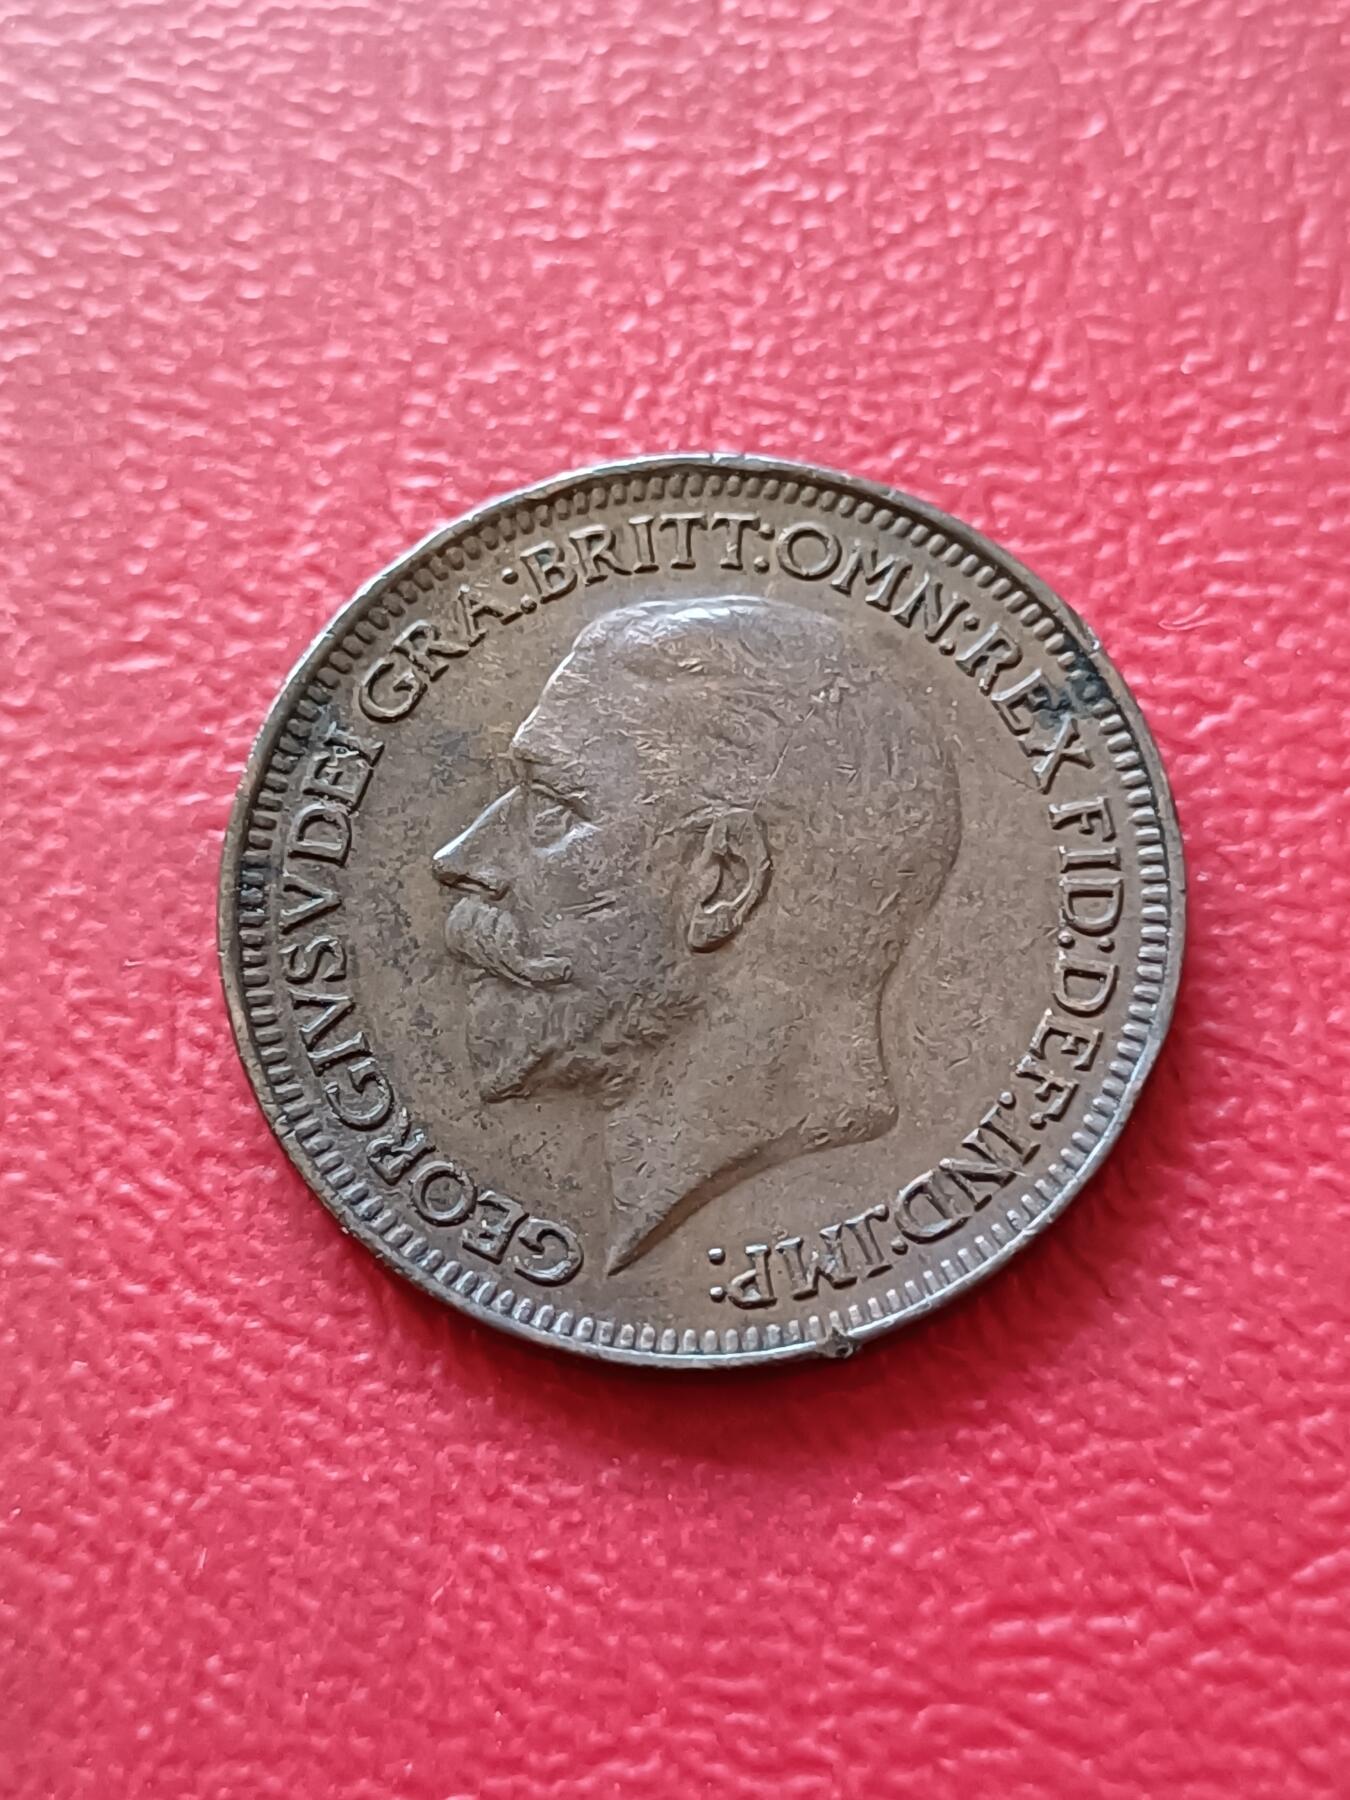 GEORGIVS V DEI GRA: BRITT: OMN: REX FID: DEF: IND: IMP: